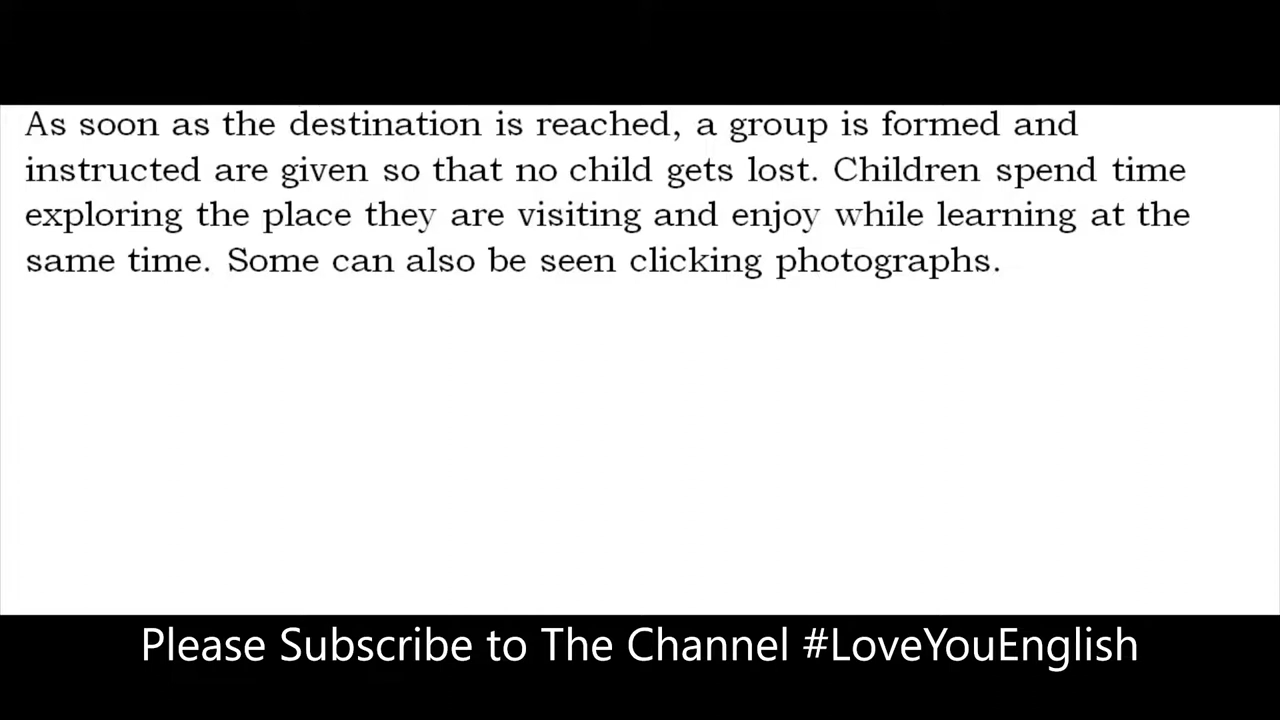 As soon as the destination is reached, a group is formed and
instructed are given so that no child gets lost. Children spend time
exploring the place they are visiting and enjoy while learning at the
same time. Some can also be seen clicking photographs.
Please Subscribe to The Channel #LoveYouEnglish